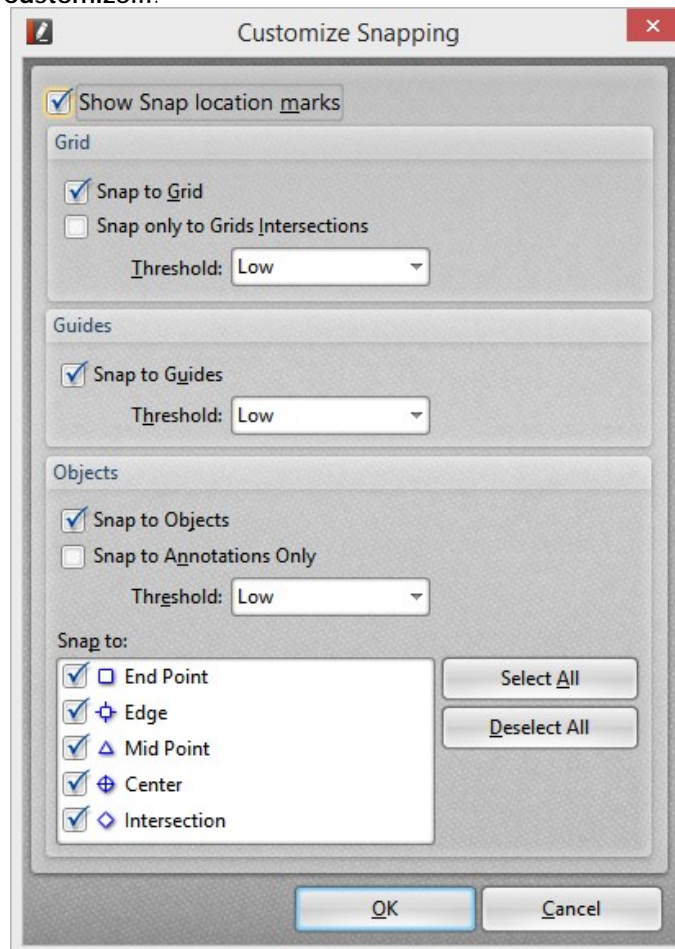 Customize Snapping
Show Snap location marks
Grid
Snap to Grid
Snap only to Grids Intersections
Threshold: Low
Guides
Snap to Guides
Threshold: Low
Objects
Snap to Objects
Snap to Annotations Only
Threshold: Low
Snap to:
End Point
Select All
Edge
Deselect All
Mid Point
Center
Intersection
OK
Cancel